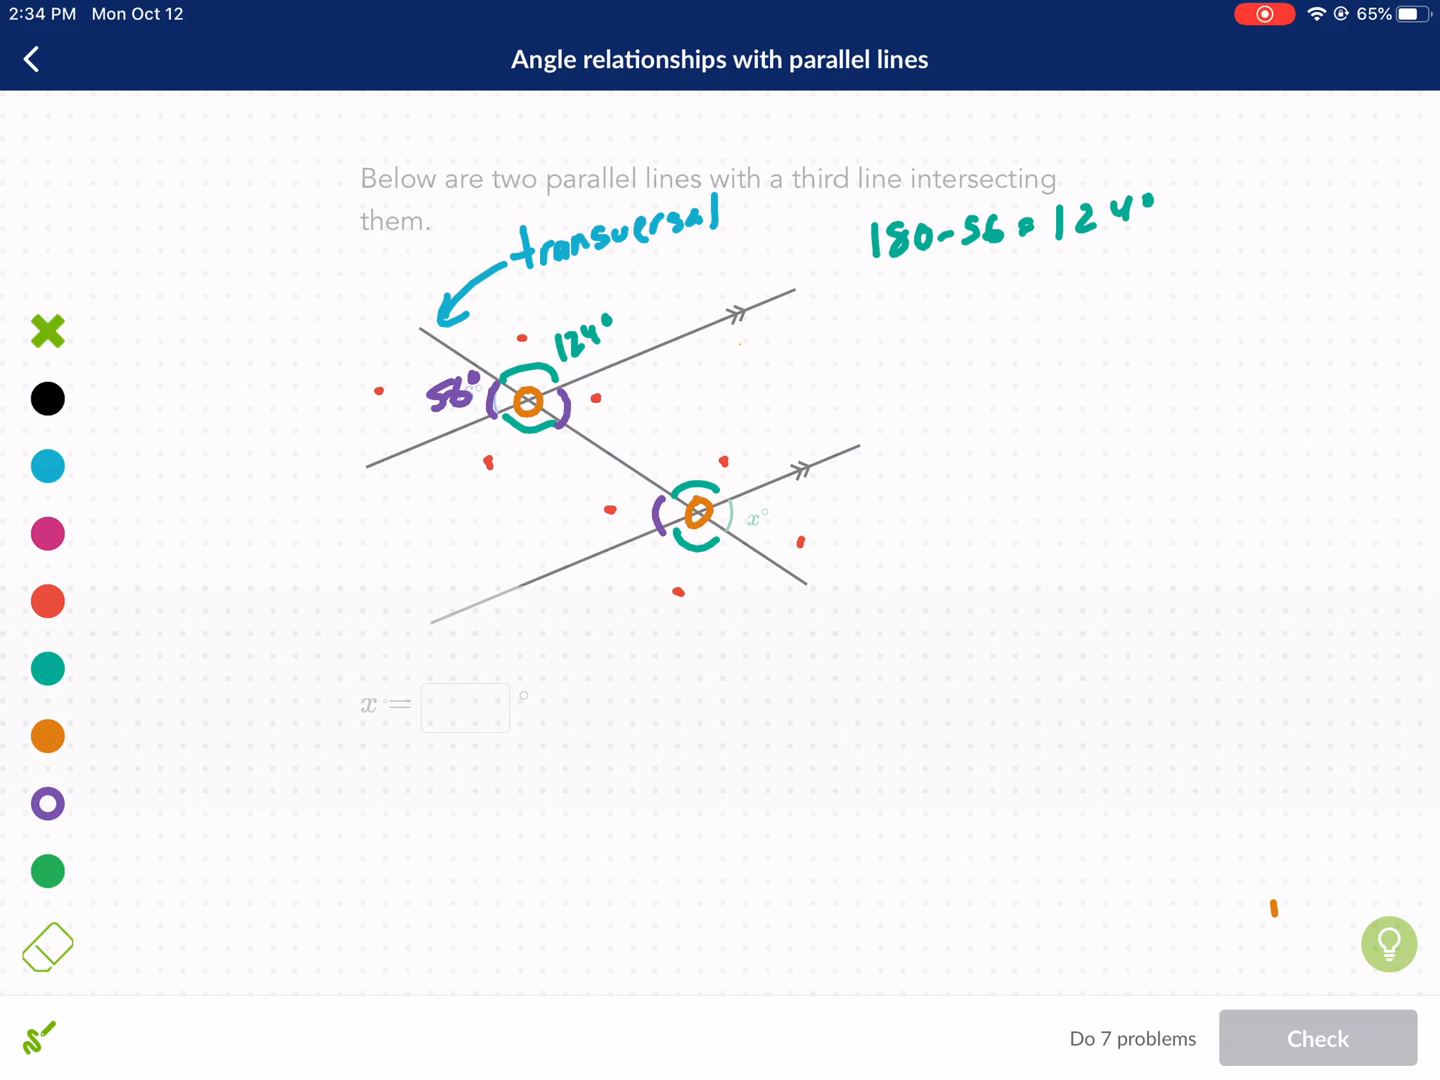 2:34 PM Mon Oct 12
65%
Angle relationships with parallel lines
Below are two parallel lines with a third line intersecting
them.
transversal
180-56=124°
124°
56°
x°
x = °
Do 7 problems
Check